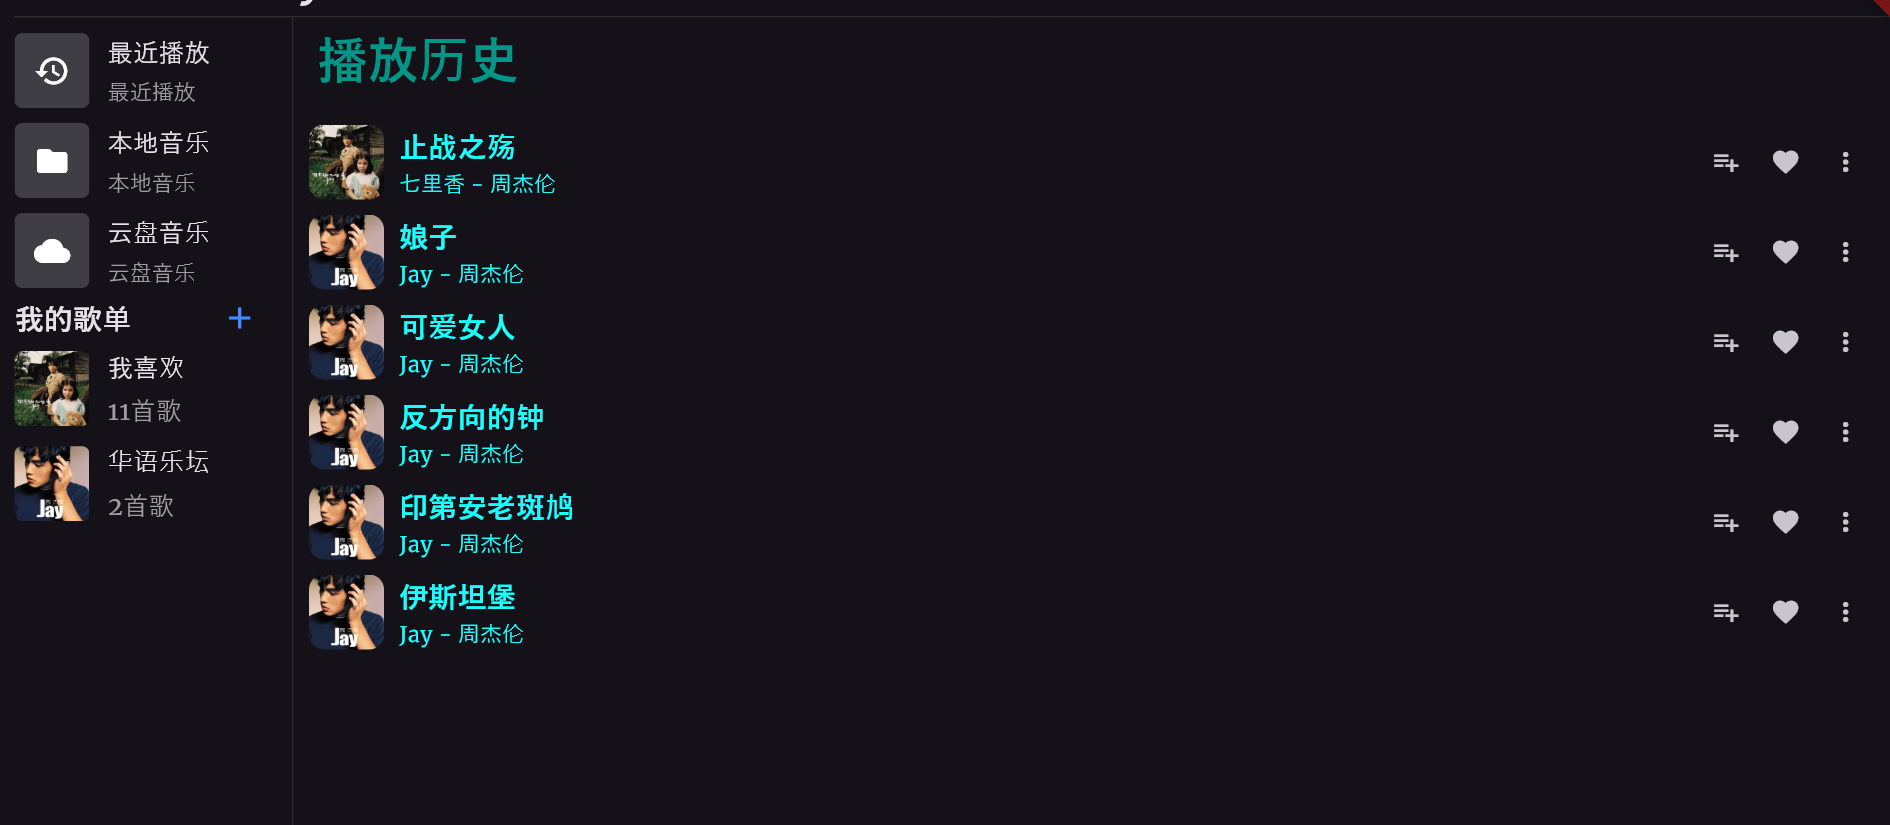 最近播放
最近播放
本地音乐
本地音乐
云盘音乐
云盘音乐
我的歌单
我喜欢
11首歌
华语乐坛
2首歌
播放历史
止战之殇
七里香 – 周杰伦
娘子
Jay – 周杰伦
Jay
可爱女人
Jay – 周杰伦
Jay
反方向的钟
Jay – 周杰伦
Jay
印第安老斑鸠
Jay – 周杰伦
Jay
伊斯坦堡
Jay – 周杰伦
Jay
Jay